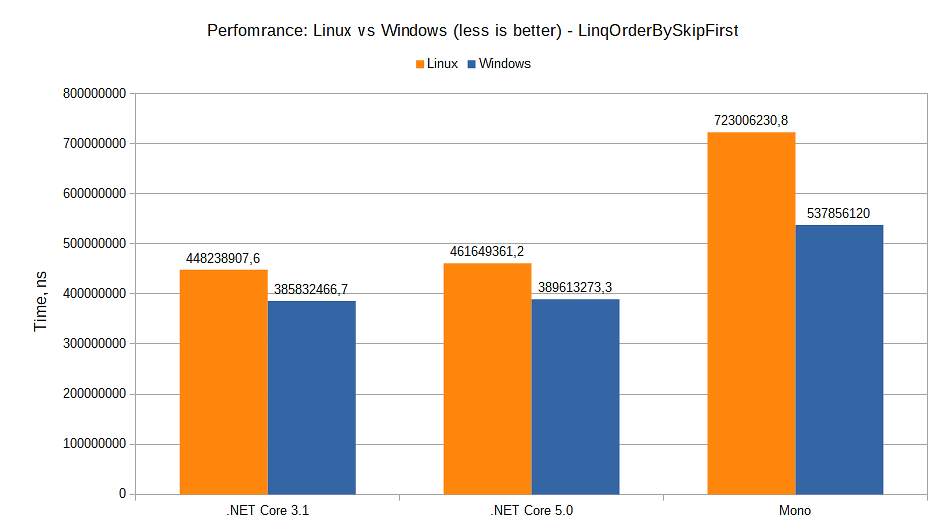 Perfomrance: Linux vs Windows (less is better) - LinqOrderBySkipFirst
Linux Windows
800000000
700000000
600000000
500000000
400000000
300000000
200000000
100000000
0
Time, ns
448238907,6
385832466,7
461649361,2
389613273,3
723006230,8
537856120
.NET Core 3.1
.NET Core 5.0
Mono